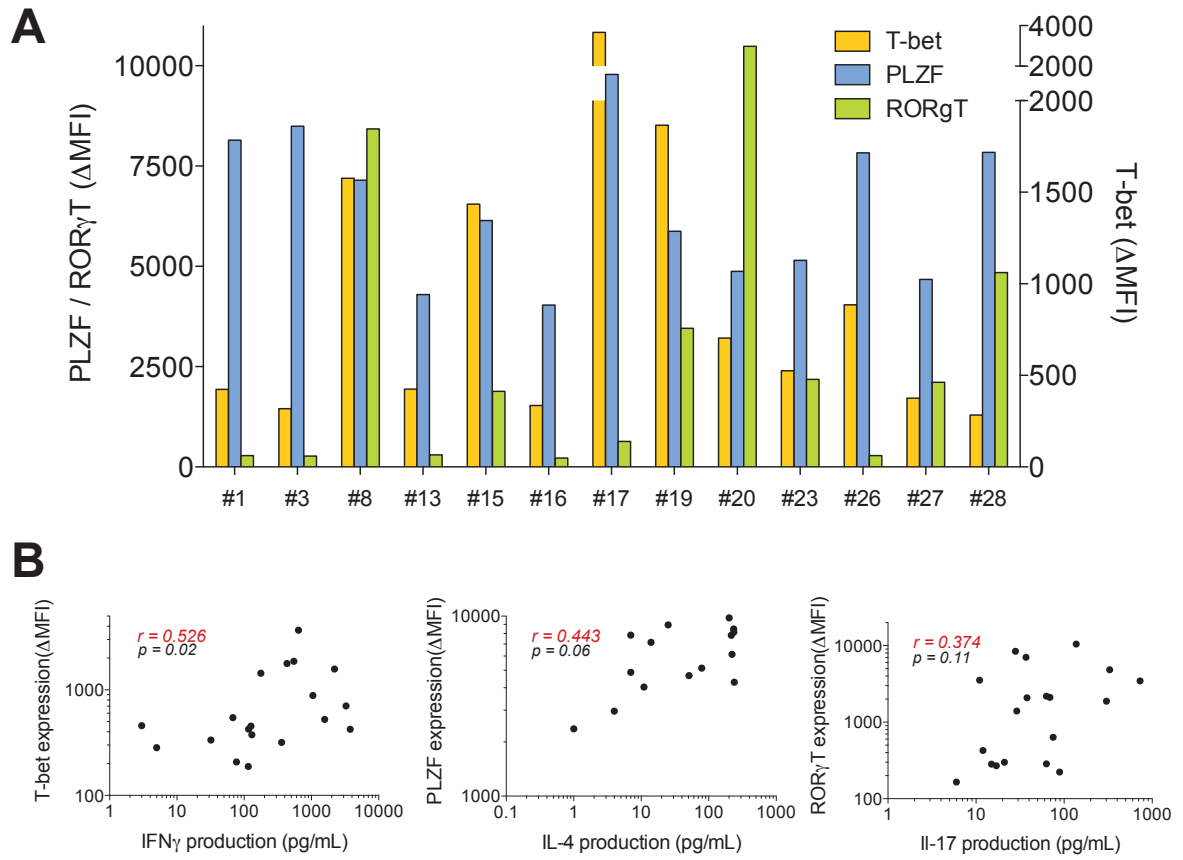 A
PLZF / RORγT (ΔMFI)
10000
7500
5000
2500
0
T-bet
PLZF
RORgT
4000
2000
2000
1500
1000
500
0
T-bet (ΔMFI)
#1 #3 #8 #13 #15 #16 #17 #19 #20 #23 #26 #27 #28
B
T-bet expression(ΔMFI)
1000
100
r = 0.526
p = 0.02
1 10 100 1000 10000
IFNγ production (pg/mL)
PLZF expression(ΔMFI)
10000
1000
r = 0.443
p = 0.06
0.1 1 10 100 1000
IL-4 production (pg/mL)
RORγT expression(ΔMFI)
10000
1000
100
r = 0.374
p = 0.11
1 10 100 1000
Il-17 production (pg/mL)